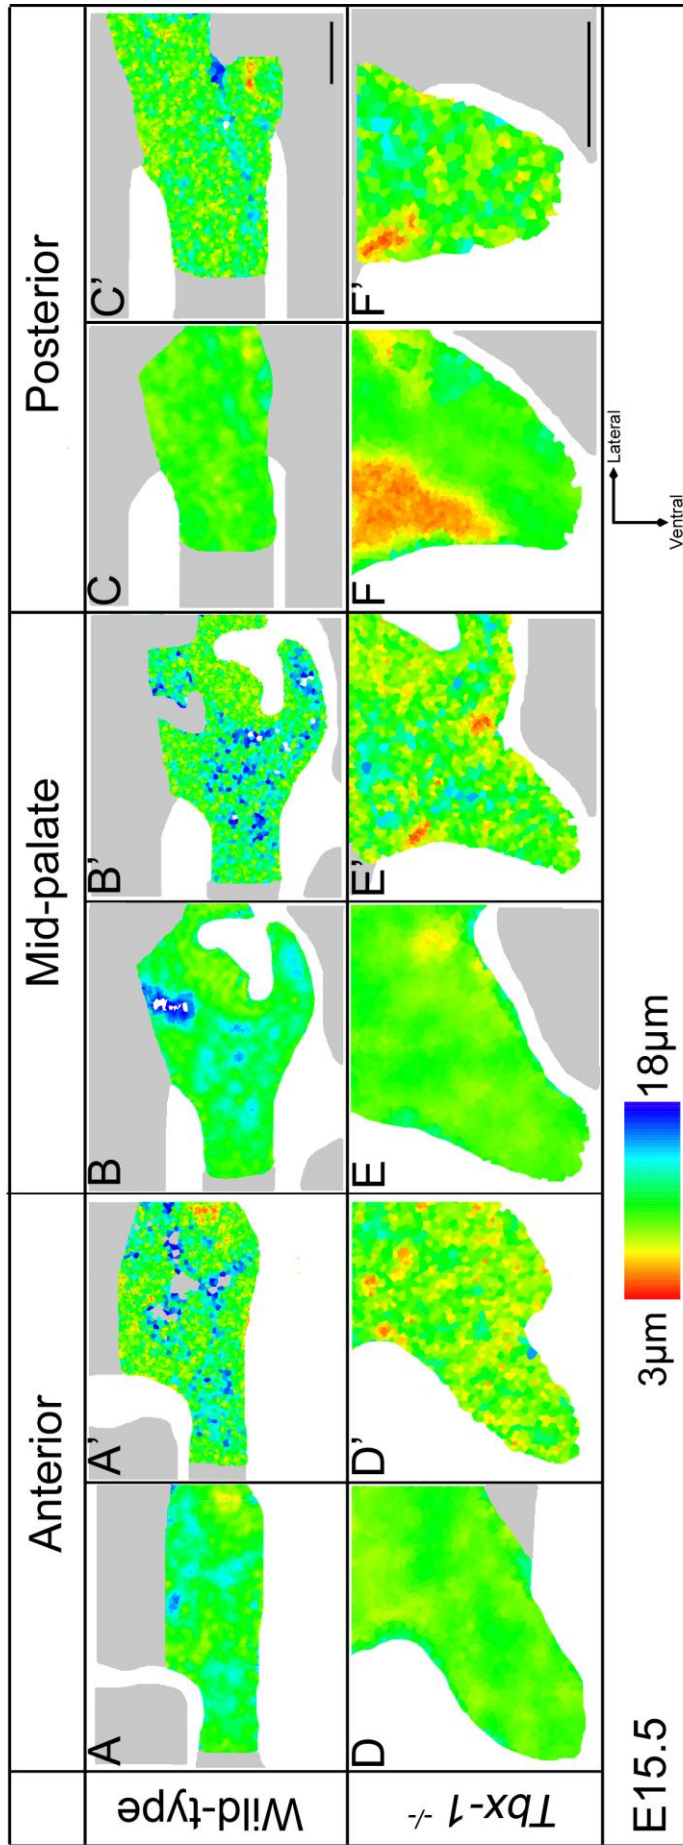 Anterior
Mid-palate
Posterior
Wild-type
A
A'
B
B'
C
C'
Tbx-1 -/-
D
D'
E
E'
F
F'
E15.5
3μm
18μm
Lateral
Ventral